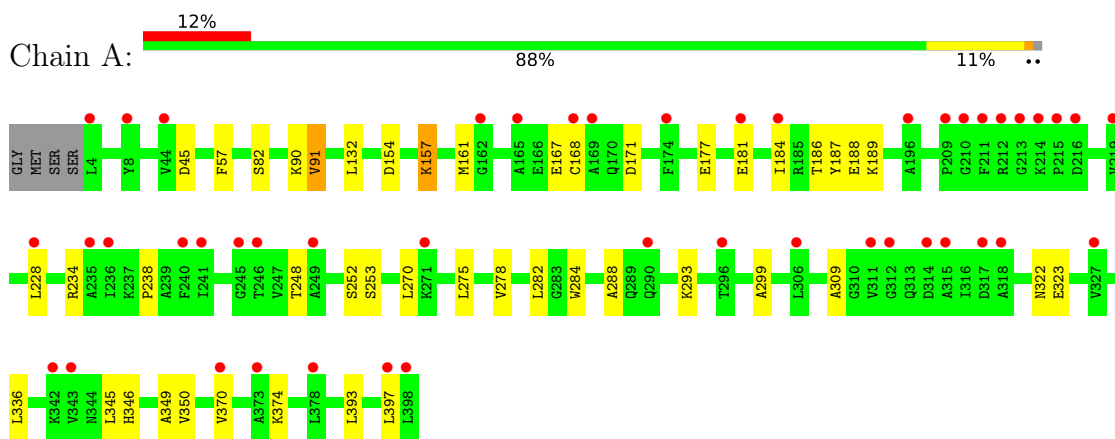 12%
Chain A:
88% 11% ••
GLY MET SER SER L4 Y8 V44 D45 F57 S82 K90 V91 L132 D154 K157 M161 G162 A165 E166 E167 C168 A169 Q170 D171 F174 E177 E181 I184 R185 T186 Y187 E188 K189 A196 P209 G210 F211 R212 G213 K214 P215 D216 V219
L228 R234 A235 I236 K237 P238 A239 F240 I241 G245 T246 V247 T248 A249 S252 S253 L270 K271 L275 V278 L282 G283 W284 A288 Q289 Q290 K293 T296 A299 L306 A309 G310 V311 G312 Q313 D314 A315 I316 D317 A318 N322 E323 V327
L336 K342 V343 N344 L345 H346 A349 V350 V370 A373 K374 L378 L393 L397 L398